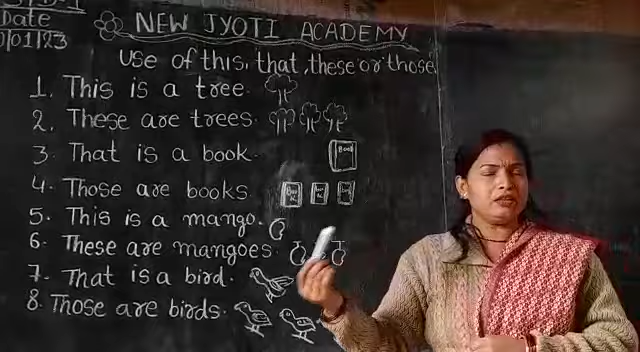 Date
NEW JYOTI ACADEMY
/01/23
Use of this, that, these or those.
1. This is a tree.
2. These are trees.
3. That is a book.
Book
4. Those are books.
5. This is a mango.
6. These are mangoes.
7. That is a bird.
8. Those are birds.